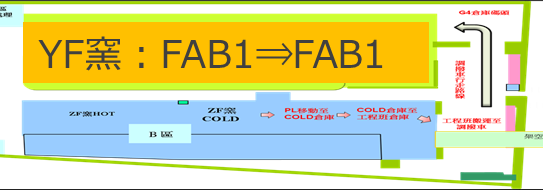 G4倉庫碼頭
YF窯：FAB1⇒FAB1
調撥車行走路線
ZF窯HOT
ZF窯
COLD
PL移動至
COLD倉庫
COLD倉庫至
工程班倉庫
工程班搬運至
調撥車
B 區